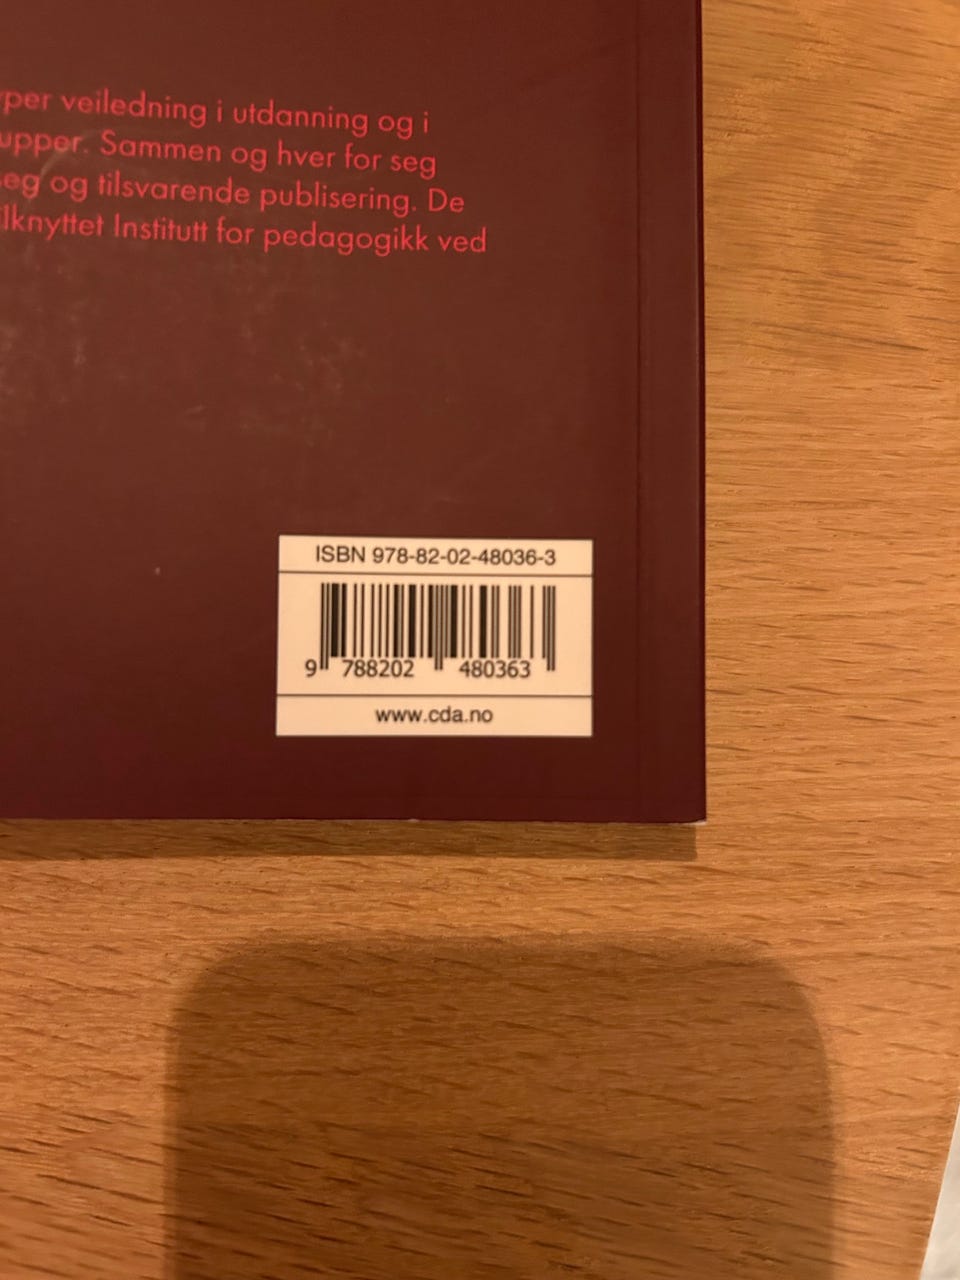 veiledning i utdanning og i
Sammen og hver for seg
og tilsvarende publisering. De
Institutt for pedagogikk ved
ISBN 978-82-02-48036-3
9 788202 480363
www.cda.no